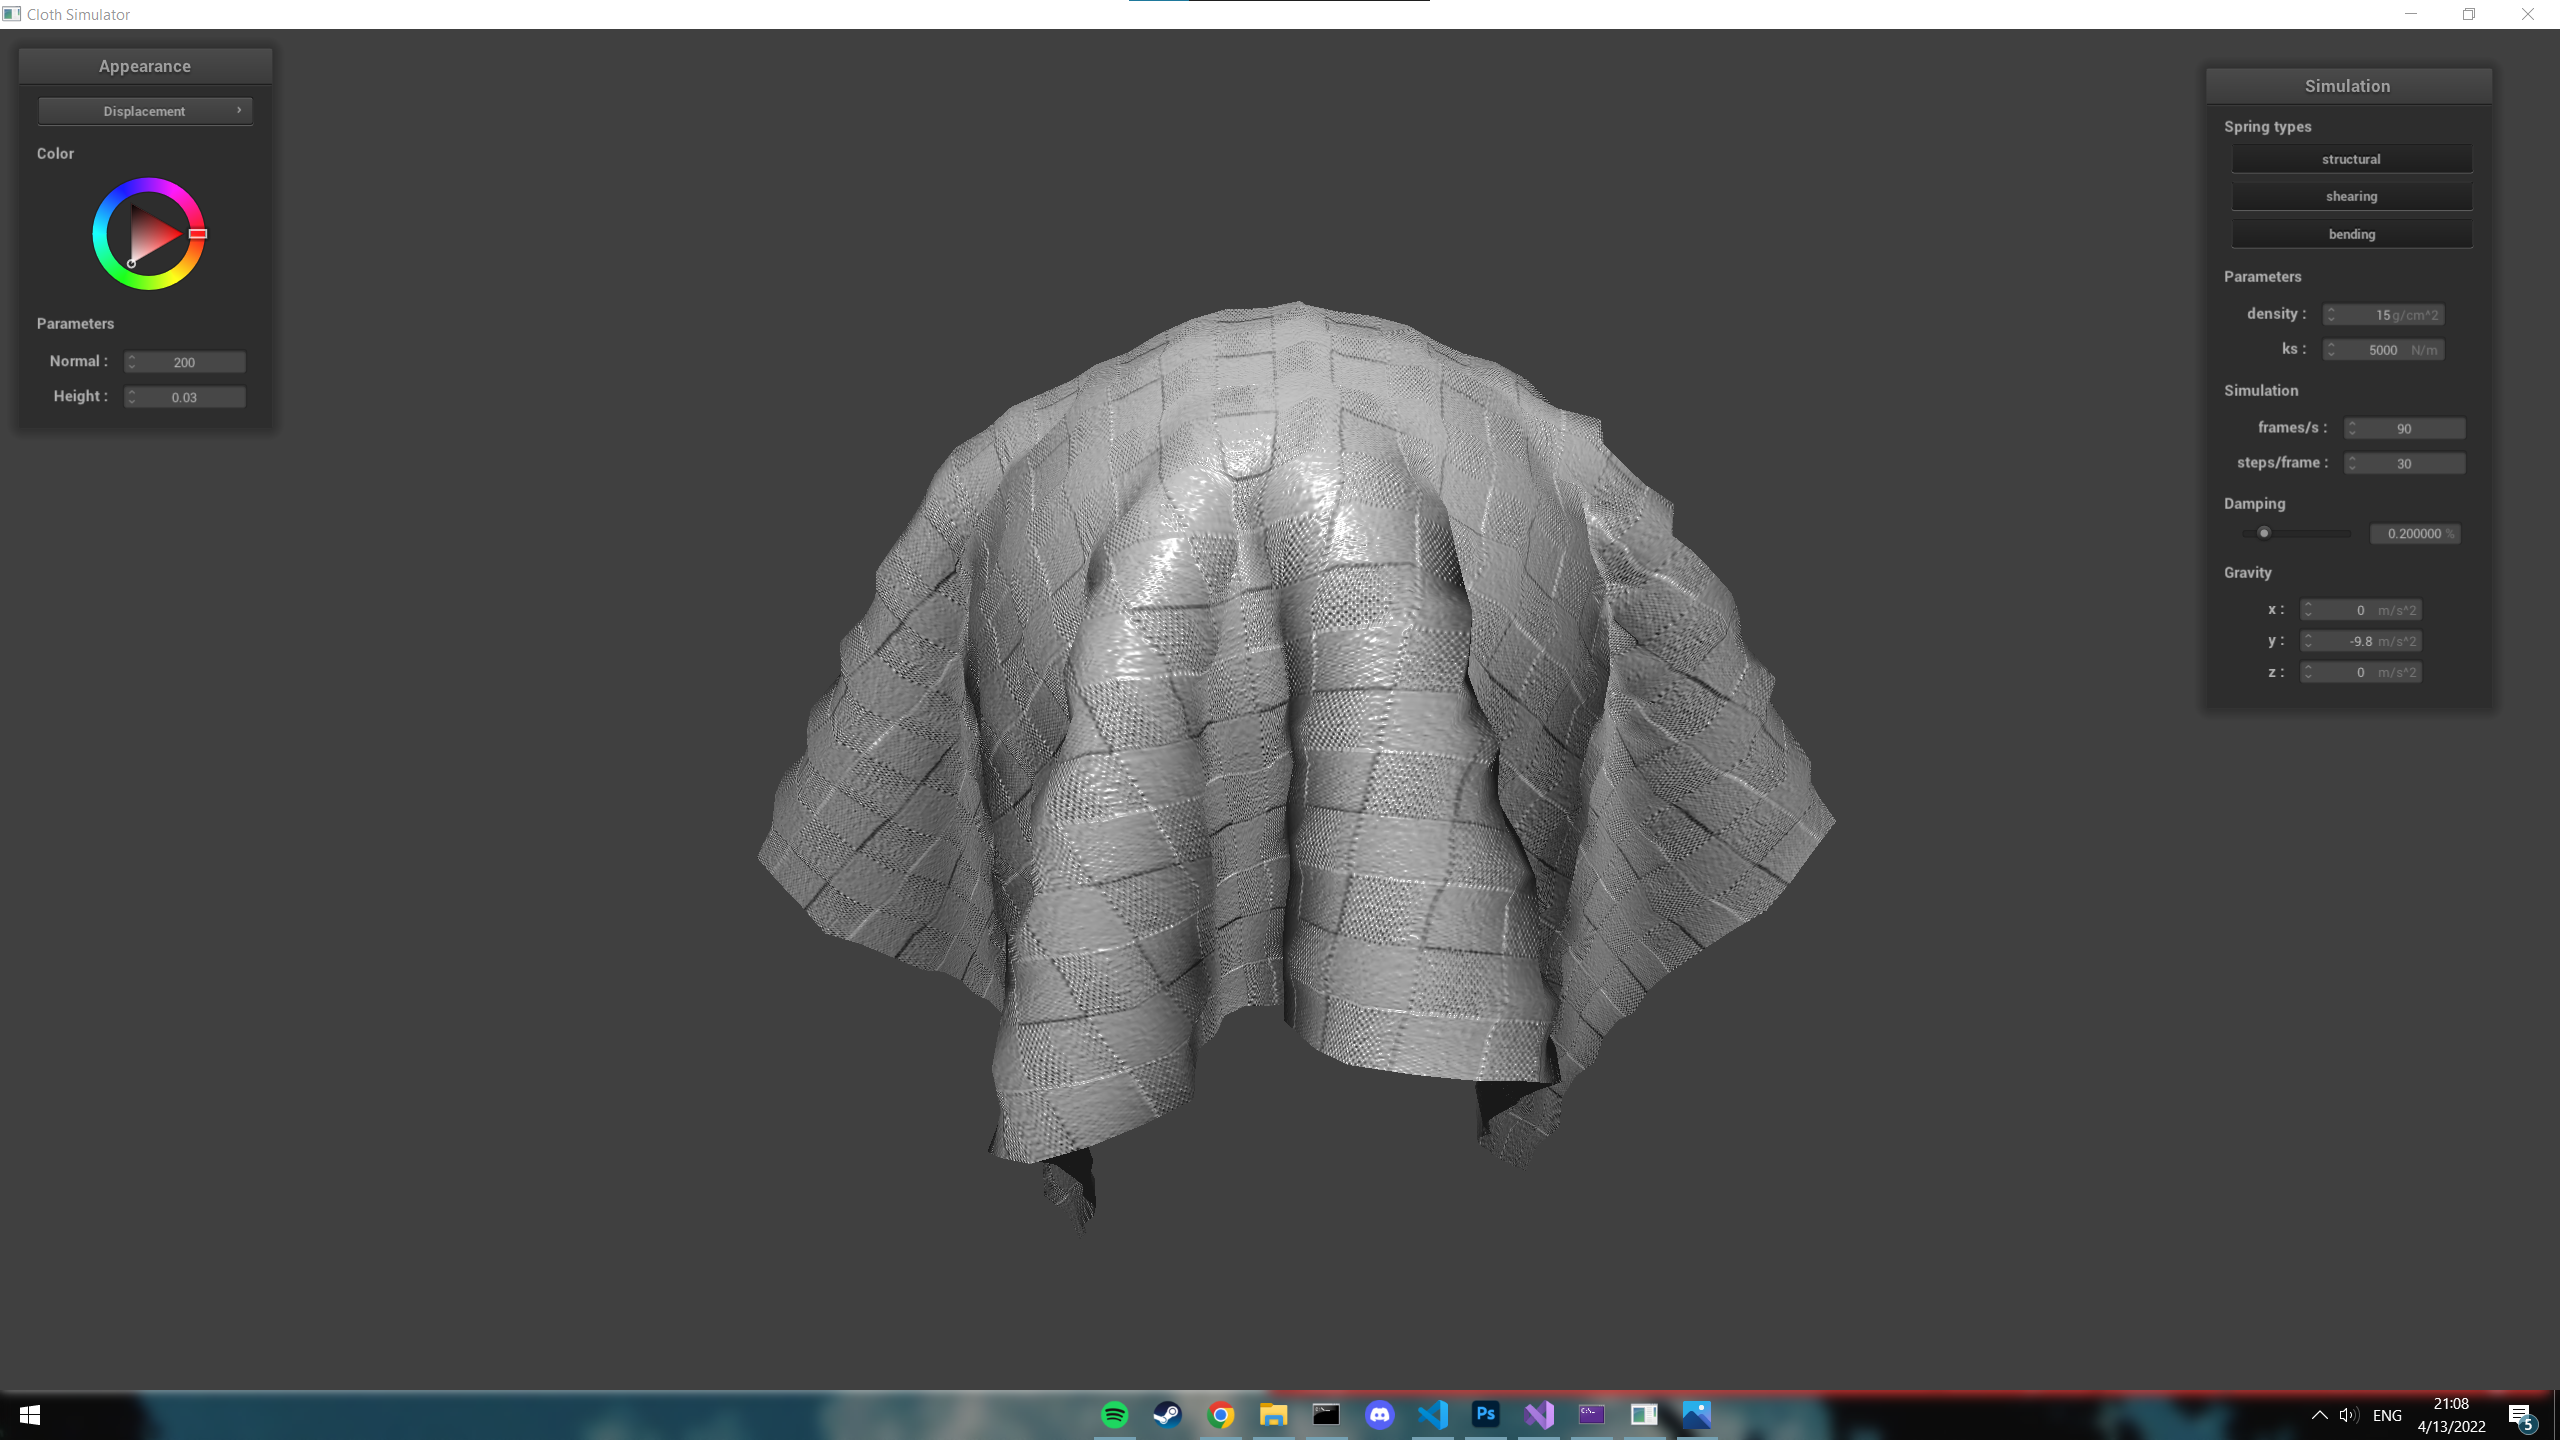 Cloth Simulator
Appearance
Displacement
Color
Parameters
Normal : 200
Height : 0.03
Simulation
Spring types
structural
shearing
bending
Parameters
density : 15 g/cm^2
ks : 5000 N/m
Simulation
frames/s : 90
steps/frame : 30
Damping
0.200000 %
Gravity
x : 0 m/s^2
y : -9.8 m/s^2
z : 0 m/s^2
Ps
ENG
21:08
4/13/2022
5